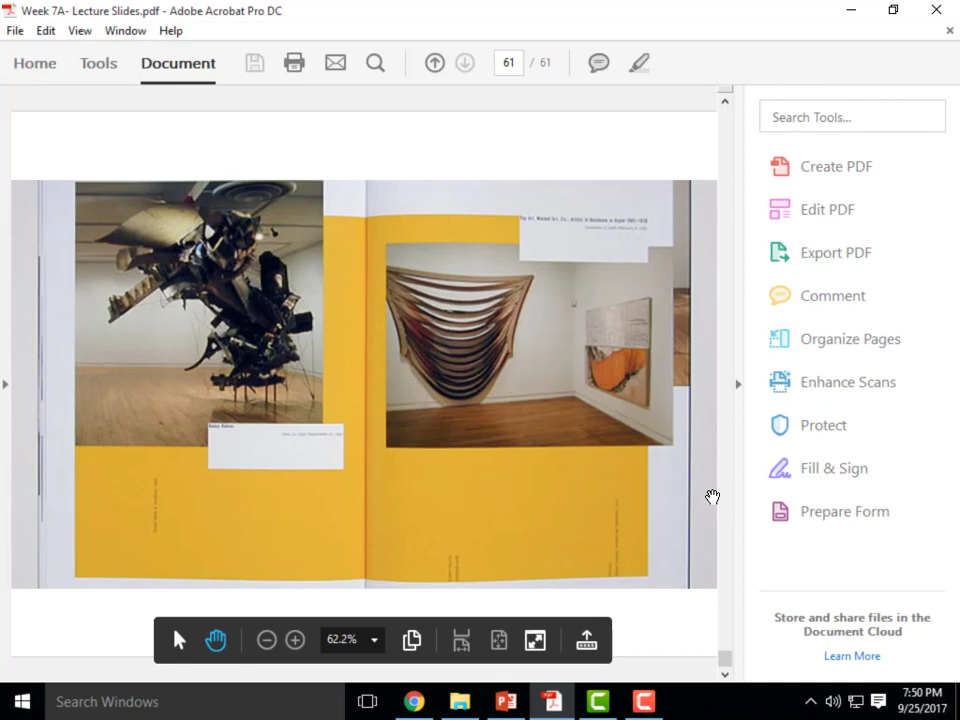 Week 7A- Lecture Slides.pdf - Adobe Acrobat Pro DC
File Edit View Window Help
Home Tools Document 61 / 61
Search Tools...
Create PDF
Edit PDF
Export PDF
Comment
Organize Pages
Enhance Scans
Protect
Fill & Sign
Prepare Form
62.2%
Store and share files in the
Document Cloud
Learn More
Search Windows
7:50 PM
9/25/2017